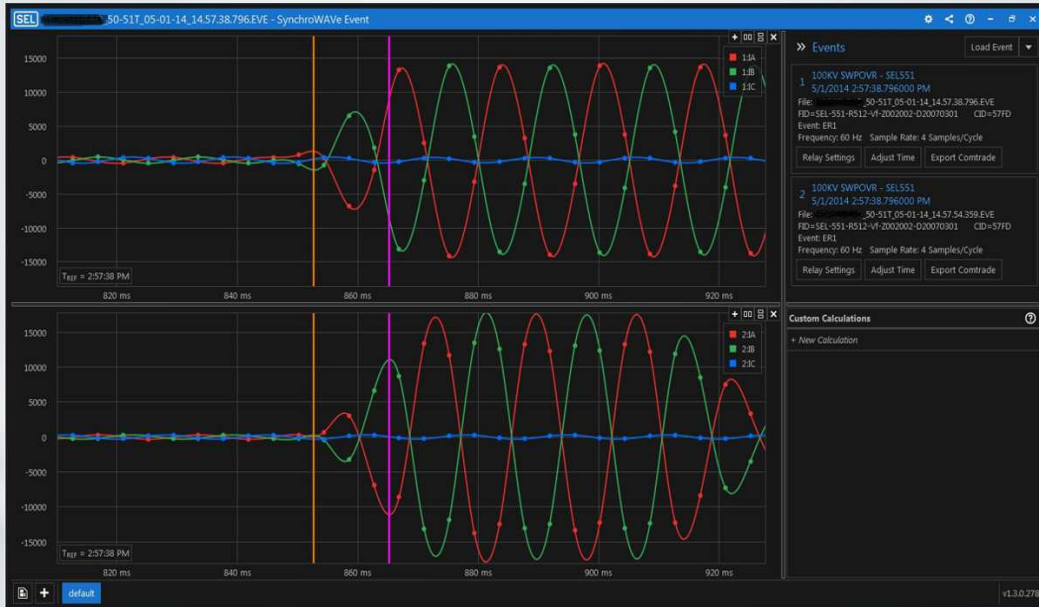 SEL _50-51T_05-01-14_14.57.38.796.EVE - SynchroWAVe Event
15000
10000
5000
0
-5000
-10000
-15000
1:IA
1:IB
1:IC
TREF = 2:57:38 PM
820 ms
840 ms
860 ms
880 ms
900 ms
920 ms
15000
10000
5000
0
-5000
-10000
-15000
2:IA
2:IB
2:IC
TREF = 2:57:38 PM
820 ms
840 ms
860 ms
880 ms
900 ms
920 ms
Events
Load Event
1 100KV SWPOVR - SEL551
5/1/2014 2:57:38.796000 PM
File: _50-51T_05-01-14_14.57.38.796.EVE
FID=SEL-551-R512-Vf-Z002002-D20070301 CID=57FD
Event: ER1
Frequency: 60 Hz Sample Rate: 4 Samples/Cycle
Relay Settings Adjust Time Export Comtrade
2 100KV SWPOVR - SEL551
5/1/2014 2:57:38.796000 PM
File: _50-51T_05-01-14_14.57.54.359.EVE
FID=SEL-551-R512-Vf-Z002002-D20070301 CID=57FD
Event: ER1
Frequency: 60 Hz Sample Rate: 4 Samples/Cycle
Relay Settings Adjust Time Export Comtrade
Custom Calculations
+ New Calculation
default
v1.3.0.278